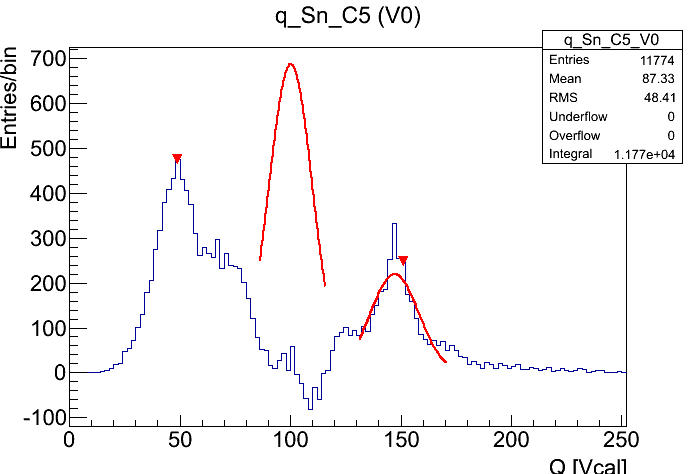 q_Sn_C5 (V0)
Entries/bin
q_Sn_C5_V0
Entries 11774
Mean 87.33
RMS 48.41
Underflow 0
Overflow 0
Integral 1.177e+04
700
600
500
400
300
200
100
0
-100
0 50 100 150 200 250
Q [Vcal]